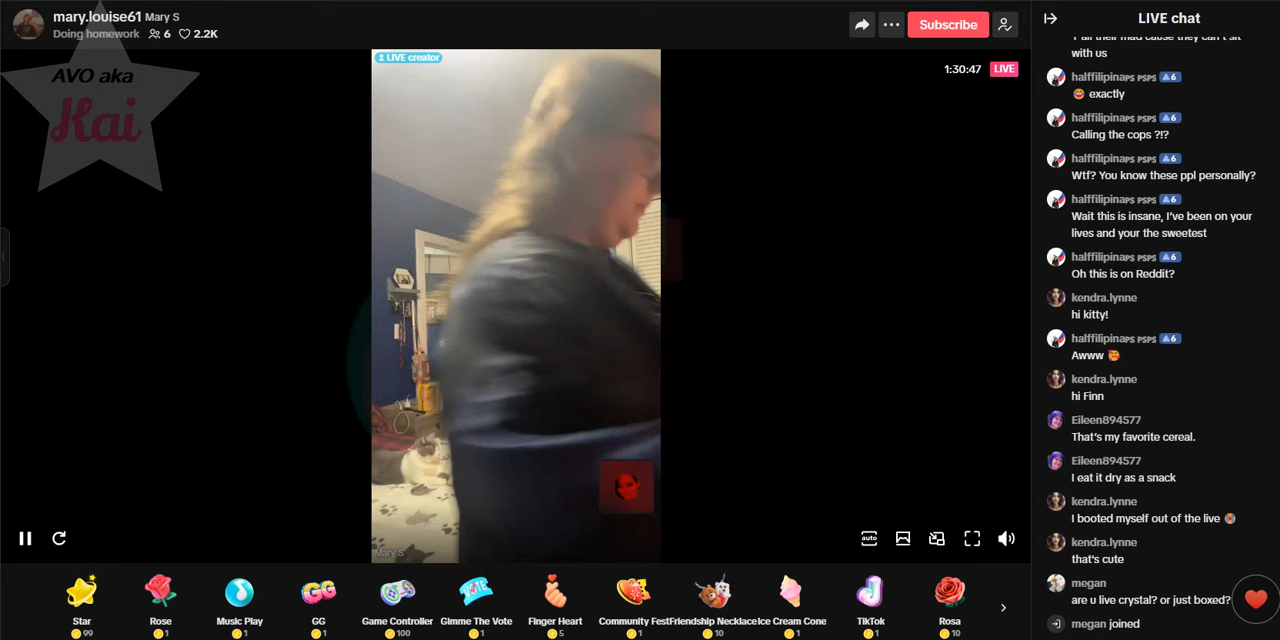 mary.louise61 Mary S
Doing homework 6 2.2K
Subscribe
AVO aka
Kai
LIVE creator
1:30:47 LIVE
Mary S
auto
Star
99
Rose
1
Music Play
1
GG
1
Game Controller
100
Gimme The Vote
1
Finger Heart
5
Community Fest
1
Friendship Necklace
10
Ice Cream Cone
1
TikTok
1
Rosa
10
LIVE chat
with us
halffilipinaPS PSPS 6
exactly
halffilipinaPS PSPS 6
Calling the cops ?!?
halffilipinaPS PSPS 6
Wtf? You know these ppl personally?
halffilipinaPS PSPS 6
Wait this is insane, I've been on your
lives and your the sweetest
halffilipinaPS PSPS 6
Oh this is on Reddit?
kendra.lynne
hi kitty!
halffilipinaPS PSPS 6
Awww
kendra.lynne
hi Finn
Eileen894577
That's my favorite cereal.
Eileen894577
I eat it dry as a snack
kendra.lynne
I booted myself out of the live
kendra.lynne
that's cute
megan
are u live crystal? or just boxed?
megan joined